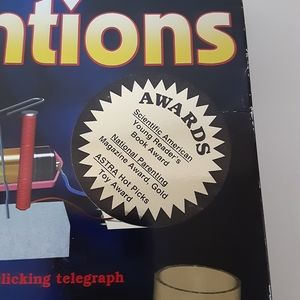 ntions
AWARDS
Scientific American
Young Reader's
Book Award
National Parenting
Magazine Award, Gold
ASTRA Hot Picks
Toy Award
licking telegraph